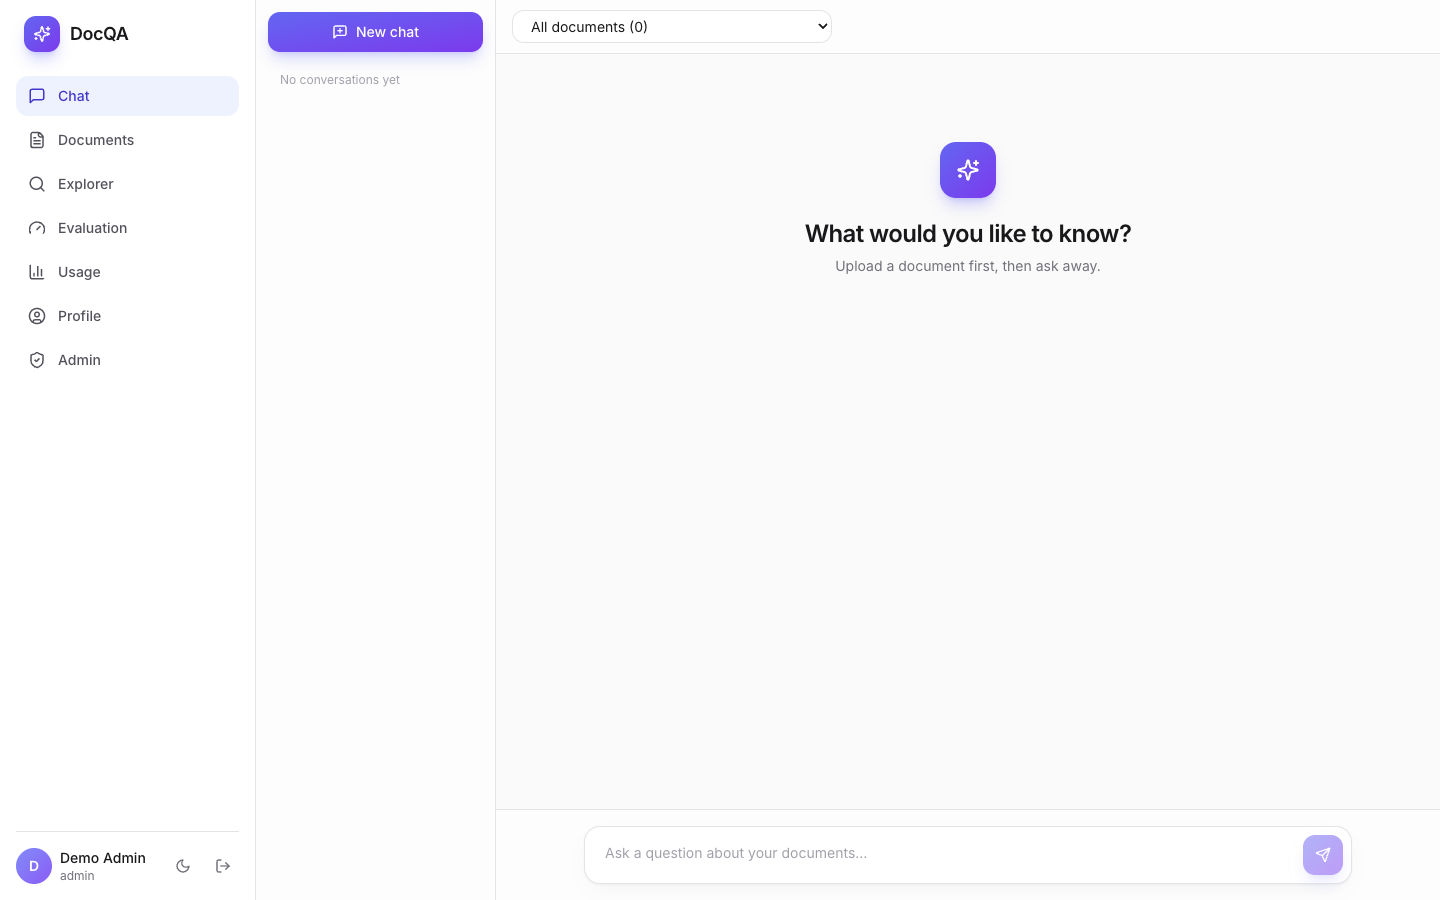 DocQA
Chat
Documents
Explorer
Evaluation
Usage
Profile
Admin
D
Demo Admin
admin
New chat
No conversations yet
All documents (0)
What would you like to know?
Upload a document first, then ask away.
Ask a question about your documents...